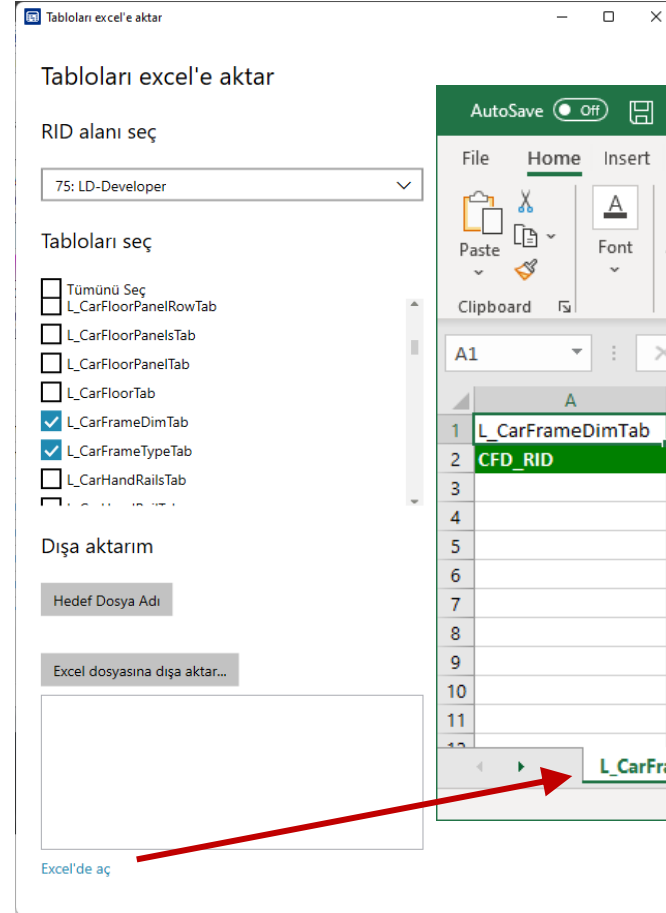 Tabloları excel'e aktar
Tabloları excel'e aktar
RID alanı seç
75: LD-Developer
Tabloları seç
Tümünü Seç
L_CarFloorPanelRowTab
L_CarFloorPanelsTab
L_CarFloorPanelTab
L_CarFloorTab
L_CarFrameDimTab
L_CarFrameTypeTab
L_CarHandRailsTab
Dışa aktarım
Hedef Dosya Adı
Excel dosyasına dışa aktar...
Excel'de aç
AutoSave Off
File Home Insert
Paste
Font
Clipboard
A1
A
1 L_CarFrameDimTab
2 CFD_RID
3
4
5
6
7
8
9
10
11
L_CarFra